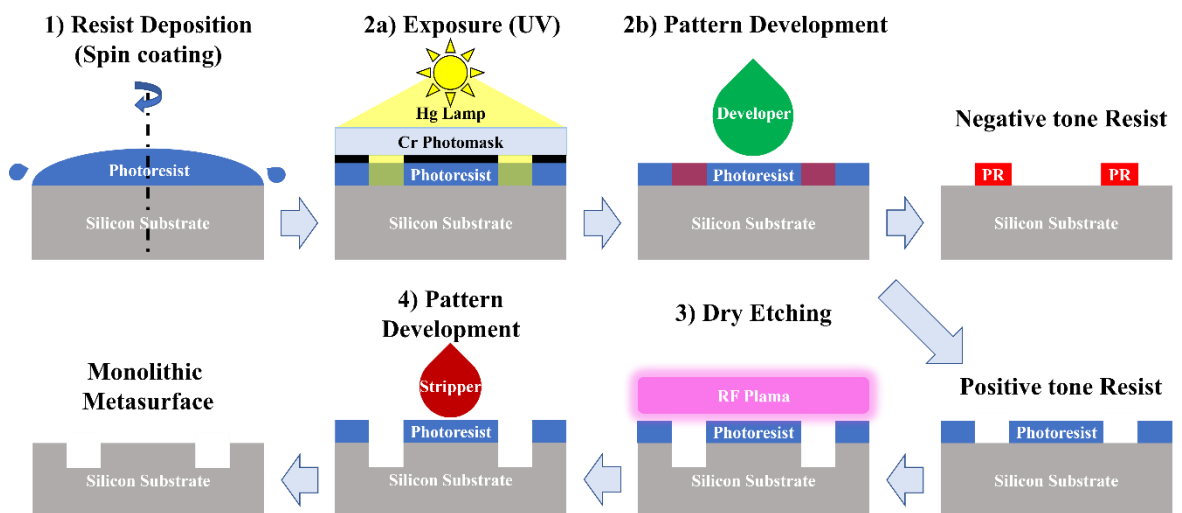 1) Resist Deposition
(Spin coating)
Photoresist
Silicon Substrate
2a) Exposure (UV)
Hg Lamp
Cr Photomask
Photoresist
Silicon Substrate
2b) Pattern Development
Developer
Photoresist
Silicon Substrate
Negative tone Resist
PR
PR
Silicon Substrate
Positive tone Resist
Photoresist
Silicon Substrate
3) Dry Etching
RF Plama
Photoresist
Silicon Substrate
4) Pattern
Development
Stripper
Photoresist
Silicon Substrate
Monolithic
Metasurface
Silicon Substrate